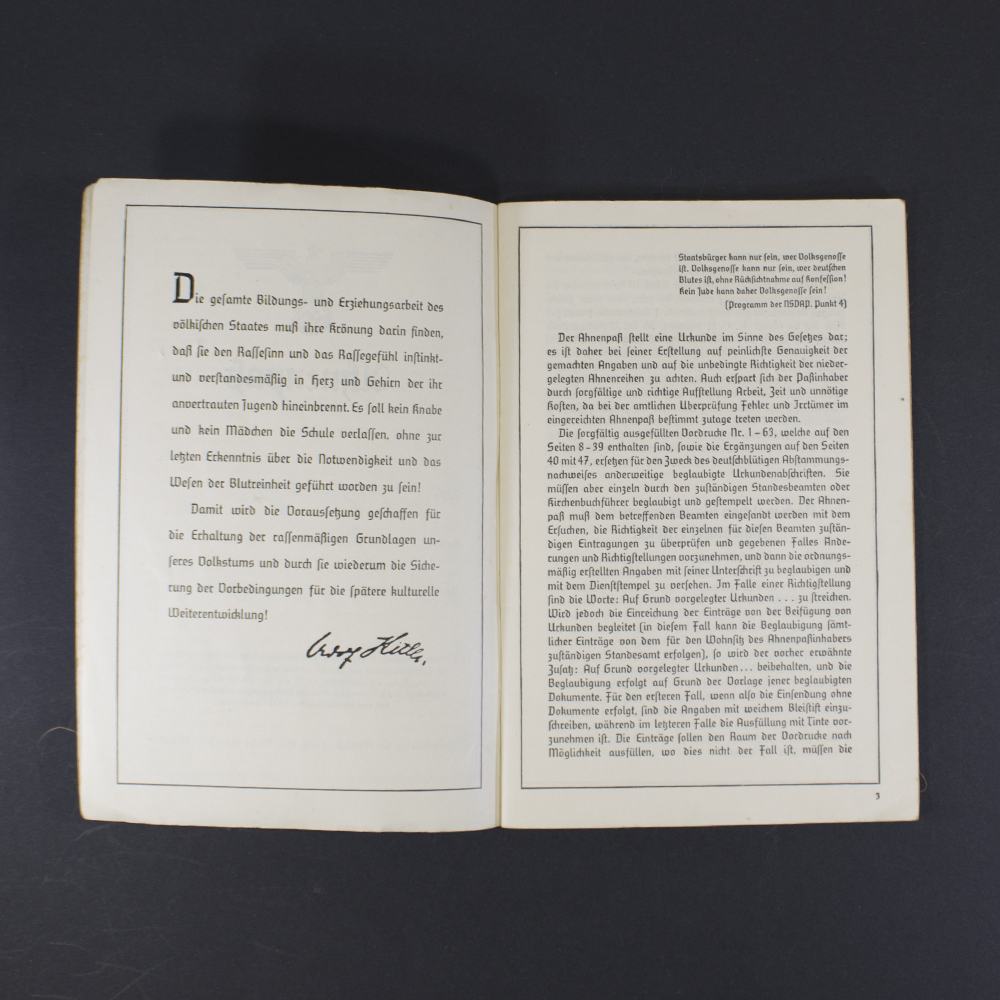 Die gesamte Bildungs- und Erziehungsarbeit des
völkischen Staates muß ihre Krönung darin finden,
daß sie den Rassesinn und das Rassegefühl instinkt-
und verstandesmäßig in Herz und Gehirn der ihr
anvertrauten Jugend hineinbrennt. Es soll kein Knabe
und kein Mädchen die Schule verlassen, ohne zur
letzten Erkenntnis über die Notwendigkeit und das
Wesen der Blutreinheit geführt worden zu sein!
Damit wird die Voraussetzung geschaffen für
die Erhaltung der rassenmäßigen Grundlagen un-
seres Volkstums und durch sie wiederum die Siche-
rung der Vorbedingungen für die spätere kulturelle
Weiterentwicklung!
Adolf Hitler.
Staatsbürger kann nur sein, wer Volksgenosse
ist. Volksgenosse kann nur sein, wer deutschen
Blutes ist, ohne Rücksichtnahme auf Konfession!
Kein Jude kann daher Volksgenosse sein!
(Programm der NSDAP. Punkt 4)
Der Ahnenpaß stellt eine Urkunde im Sinne des Gesetzes dar;
es ist daher bei seiner Erstellung auf peinlichste Genauigkeit der
gemachten Angaben und auf die unbedingte Richtigkeit der nieder-
gelegten Ahnenreihen zu achten. Auch erspart sich der Paßinhaber
durch sorgfältige und richtige Aufstellung Arbeit, Zeit und unnötige
Kosten, da bei der amtlichen Überprüfung Fehler und Irrtümer im
eingereichten Ahnenpaß bestimmt zutage treten werden.
Die sorgfältig ausgefüllten Vordrucke Nr. 1–63, welche auf den
Seiten 8–39 enthalten sind, sowie die Ergänzungen auf den Seiten
40 mit 47, ersetzen für den Zweck des deutschblütigen Abstammungs-
nachweises anderweitige beglaubigte Urkundenabschriften. Sie
müssen aber einzeln durch den zuständigen Standesbeamten oder
Kirchenbuchführer beglaubigt und gestempelt werden. Der Ahnen-
paß muß dem betreffenden Beamten eingesandt werden mit dem
Ersuchen, die Richtigkeit der einzelnen für diesen Beamten zustän-
digen Eintragungen zu überprüfen und gegebenen Falles Ände-
rungen und Richtigstellungen vorzunehmen, und dann die ordnungs-
mäßig erstellten Angaben mit seiner Unterschrift zu beglaubigen und
mit dem Dienststempel zu versehen. Im Falle einer Richtigstellung
sind die Worte: Auf Grund vorgelegter Urkunden . . . zu streichen.
Wird jedoch die Einreichung der Einträge von der Beifügung von
Urkunden begleitet (in diesem Fall kann die Beglaubigung sämt-
licher Einträge von dem für den Wohnsitz des Ahnenpaßinhabers
zuständigen Standesamt erfolgen), so wird der vorher erwähnte
Zusatz: Auf Grund vorgelegter Urkunden... beibehalten, und die
Beglaubigung erfolgt auf Grund der Vorlage jener beglaubigten
Dokumente. Für den ersteren Fall, wenn also die Einsendung ohne
Dokumente erfolgt, sind die Angaben mit weichem Bleistift einzu-
schreiben, während im letzteren Falle die Ausfüllung mit Tinte vor-
zunehmen ist. Die Einträge sollen den Raum der Vordrucke nach
Möglichkeit ausfüllen, wo dies nicht der Fall ist, müssen die
3